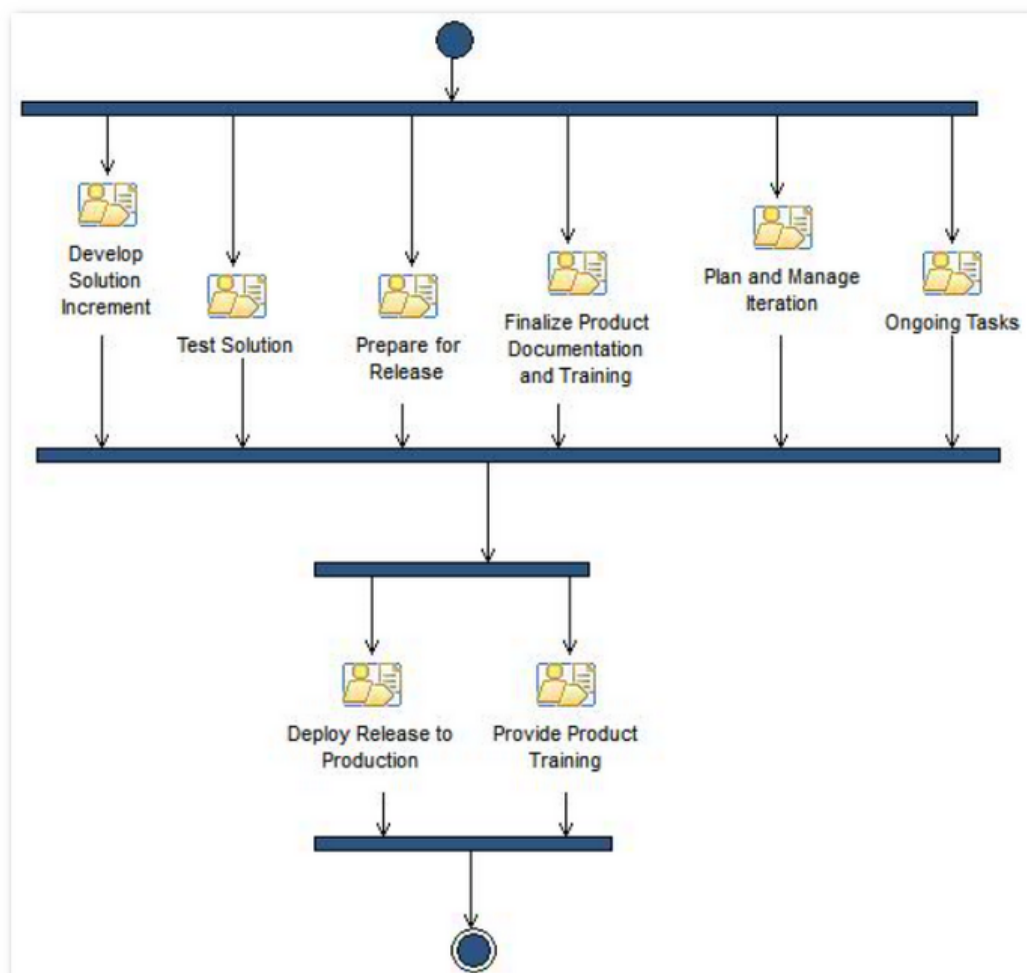 Develop
Solution
Increment
Test Solution
Prepare for
Release
Finalize Product
Documentation
and Training
Plan and Manage
Iteration
Ongoing Tasks
Deploy Release to
Production
Provide Product
Training